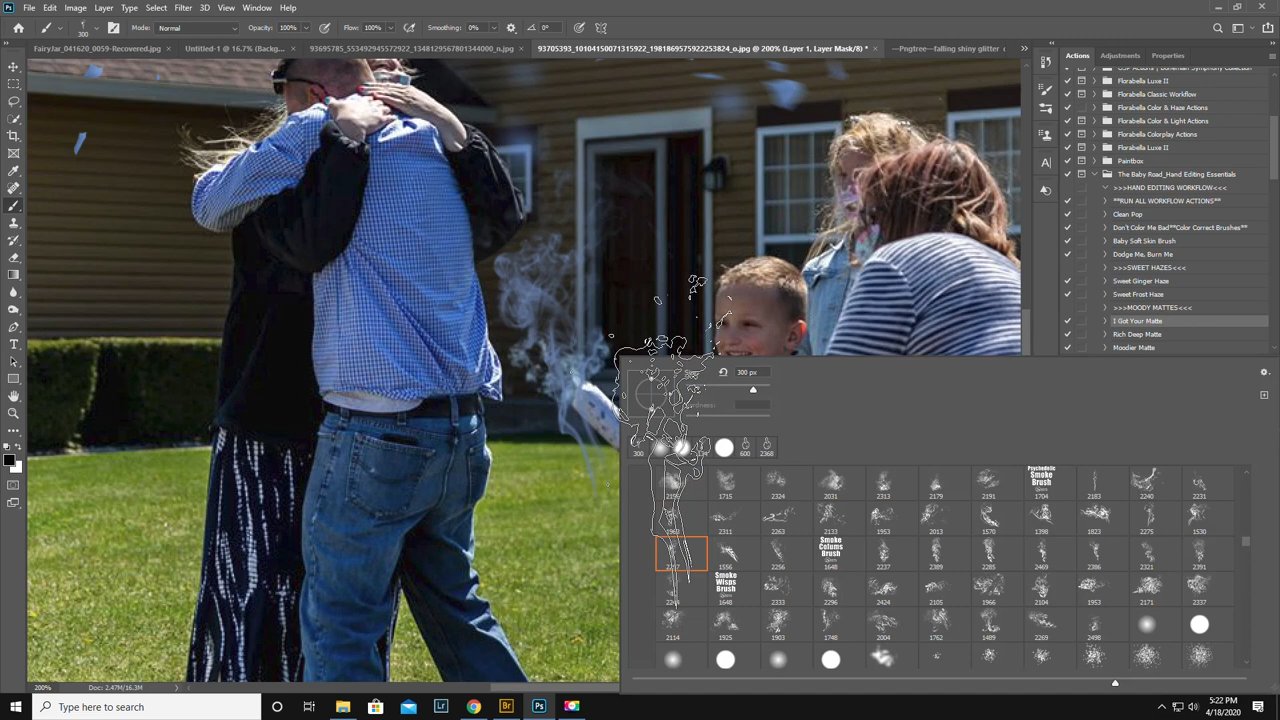 Ps File Edit Image Layer Type Select Filter 3D View Window Help
300 Mode: Normal Opacity: 100% Flow: 100% Smoothing: 0% 0°
FairyJar_041620_0059-Recovered.jpg × Untitled-1 @ 16.7% (Backg... × 93695785_553492945572922_1348129567801344000_n.jpg × 93705393_10104150071315922_1981869575922253824_o.jpg @ 200% (Layer 1, Layer Mask/8) * × —Pngtree—falling shiny glitter
Actions Adjustments Properties
Florabella Luxe II
Florabella Classic Workflow
Florabella Color & Haze Actions
Florabella Color & Light Actions
Florabella Colorplay Actions
Florabella Luxe II
Paintbox
The Baby Road_Hand Editing Essentials
>>>HAND EDITING WORKFLOW<<<
**RUN ALL WORKFLOW ACTIONS**
Clean Pop
Don't Color Me Bad**Color Correct Brushes**
Baby Soft Skin Brush
Dodge Me, Burn Me
>>>SWEET HAZES<<<
Sweet Ginger Haze
Sweet Frost Haze
>>>MOODY MATTES<<<
I Got Your Matte
Rich Deep Matte
Moodier Matte
300 px
300 600 2368
1715 2324 2031 2313 2179 2191 Psychedelic Smoke Brush 1704 2183 2240 2231
2311 2263 2133 1953 2013 1570 1398 1823 2275 1530
1556 2256 Smoke Colums Brush 1648 2237 2389 2285 2469 2386 2321 2391
Smoke Wisps Brush 1648 2333 2296 2424 2105 1966 2104 1953 2171 2337
2114 1925 1903 1748 2004 1762 1489 2269 2498
200% Doc: 2.47M/16.3M
Type here to search
Lr Br Ps
5:22 PM
4/18/2020